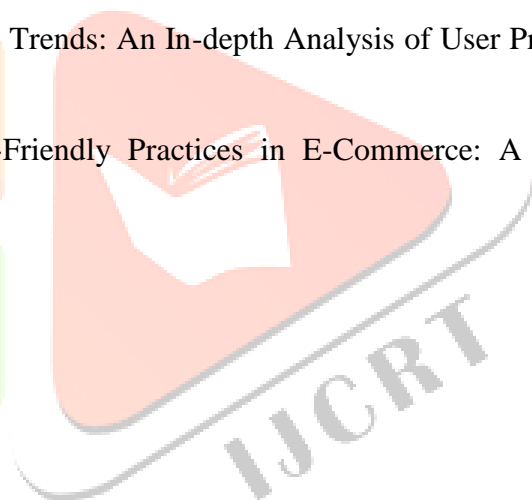 Trends: An In-depth Analysis of User Pr
-Friendly Practices in E-Commerce: A
IJCRT